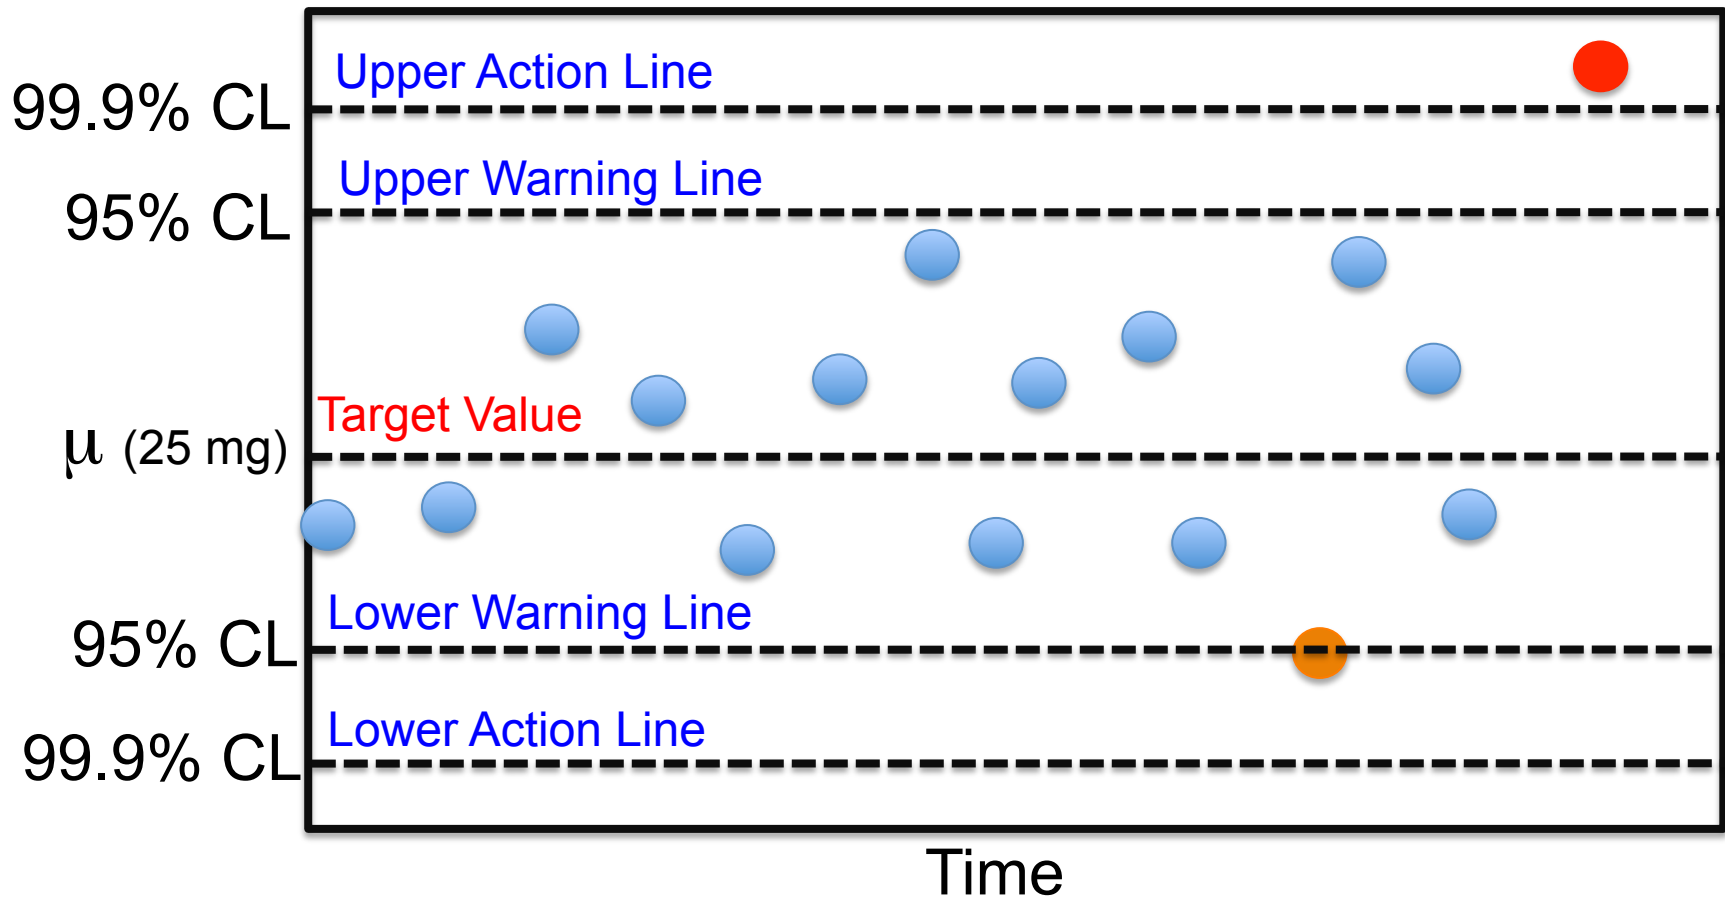 Upper Action Line
99.9% CL
Upper Warning Line
95% CL
Target Value
μ (25 mg)
Lower Warning Line
95% CL
Lower Action Line
99.9% CL
Time